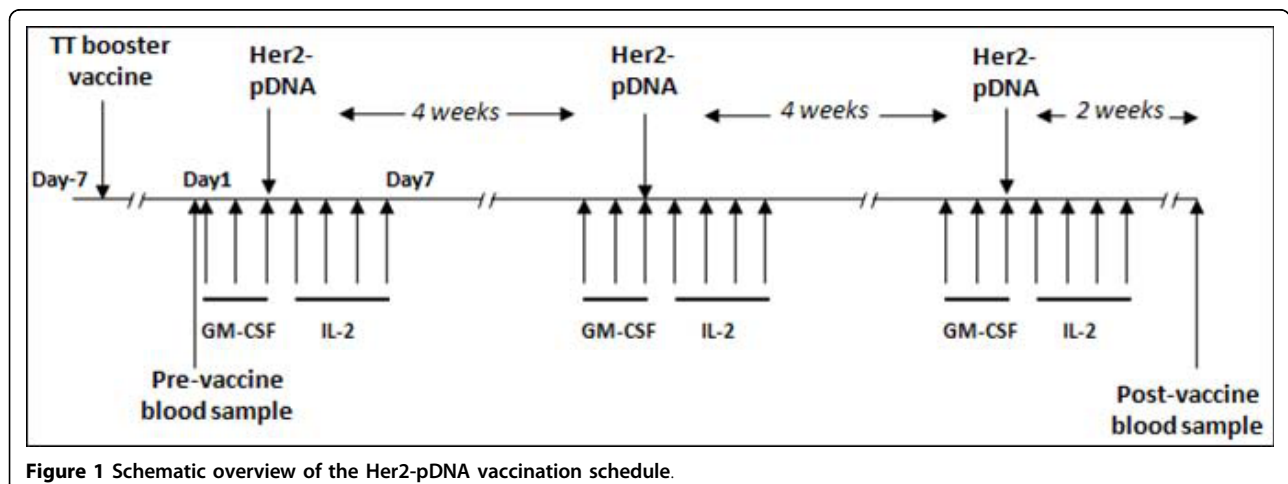 TT booster
vaccine
Her2-
pDNA
4 weeks
Her2-
pDNA
4 weeks
Her2-
pDNA
2 weeks
Day-7
Day1
Day7
GM-CSF
IL-2
GM-CSF
IL-2
GM-CSF
IL-2
Pre-vaccine
blood sample
Post-vaccine
blood sample
Figure 1 Schematic overview of the Her2-pDNA vaccination schedule.